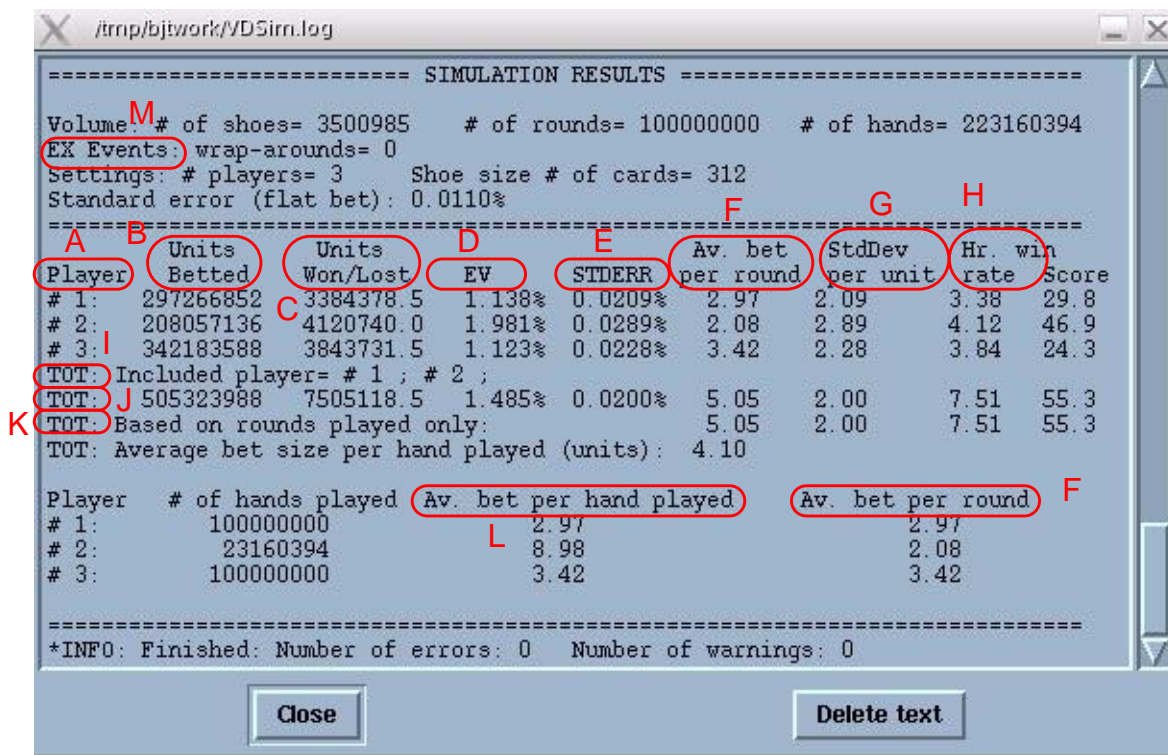 /tmp/bjtwork/VDSim.log
=========================== SIMULATION RESULTS ==============================
M
Volume: # of shoes= 3500985 # of rounds= 100000000 # of hands= 223160394
EX Events: wrap-arounds= 0
Settings: # players= 3 Shoe size # of cards= 312
Standard error (flat bet): 0.0110%
=============================================================================
A B D E F G H
Units Units Av. bet StdDev Hr. win
Player Betted Won/Lost EV STDERR per round per unit rate Score
# 1: 297266852 3384378.5 1.138% 0.0209% 2.97 2.09 3.38 29.8
# 2: 208057136 C 4120740.0 1.981% 0.0289% 2.08 2.89 4.12 46.9
# 3: I 342183588 3843731.5 1.123% 0.0228% 3.42 2.28 3.84 24.3
TOT: Included player= # 1 ; # 2 ;
TOT: J 505323988 7505118.5 1.485% 0.0200% 5.05 2.00 7.51 55.3
K TOT: Based on rounds played only: 5.05 2.00 7.51 55.3
TOT: Average bet size per hand played (units): 4.10
Player # of hands played Av. bet per hand played Av. bet per round F
# 1: 100000000 2.97 2.97
# 2: 23160394 L 8.98 2.08
# 3: 100000000 3.42 3.42
=============================================================================
*INFO: Finished: Number of errors: 0 Number of warnings: 0
Close Delete text